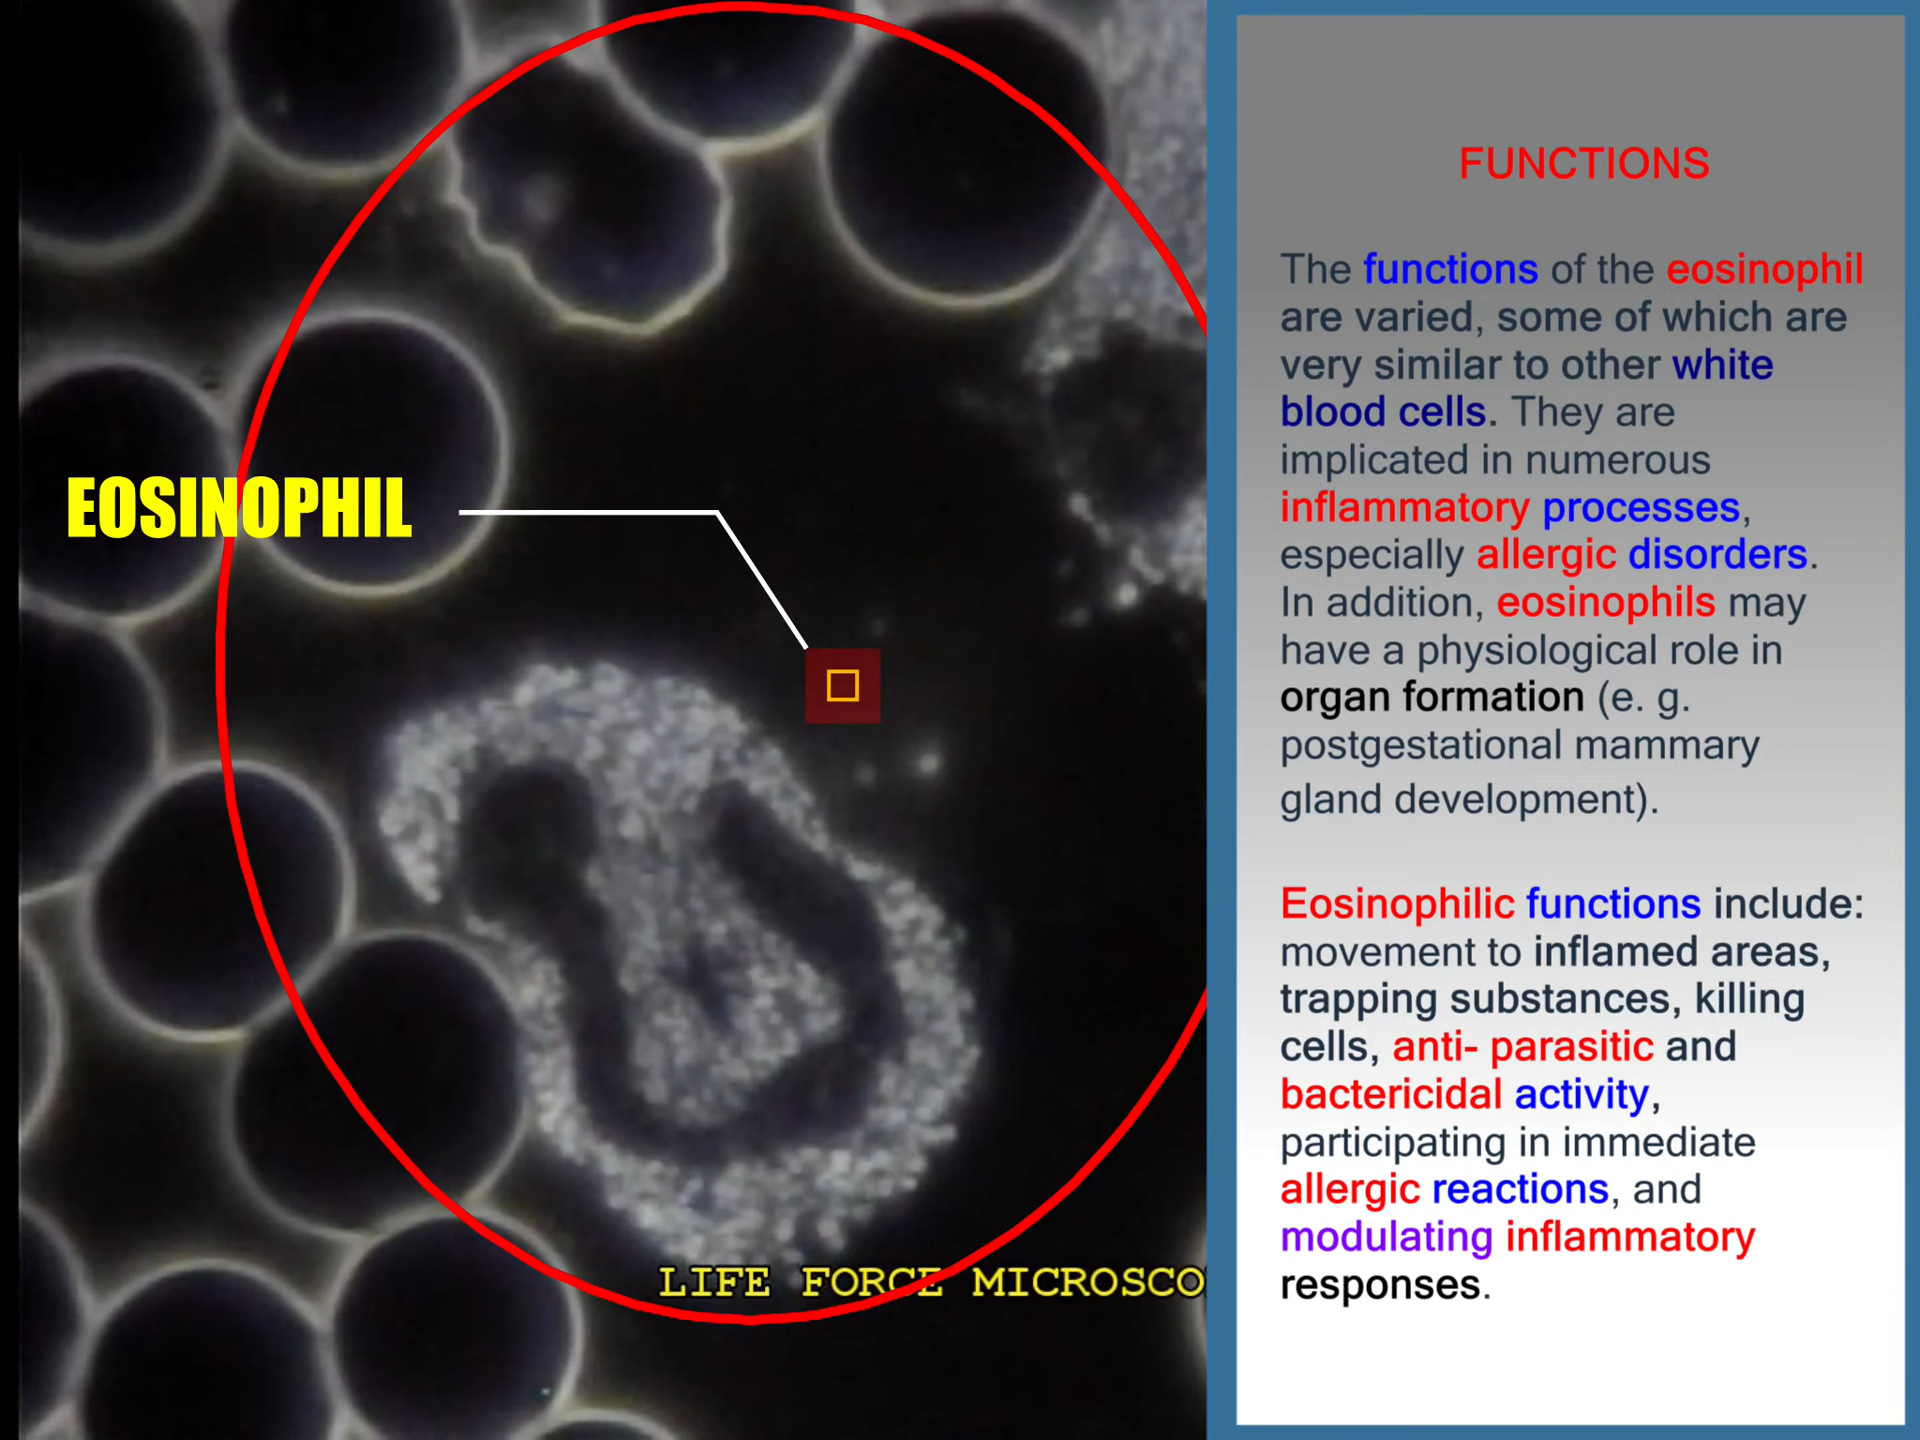 EOSINOPHIL
LIFE FORCE
FUNCTIONS
The functions of the eosinophil
are varied, some of which are
very similar to other white
blood cells. They are
implicated in numerous
inflammatory processes,
especially allergic disorders.
In addition, eosinophils may
have a physiological role in
organ formation (e. g.
postgestational mammary
gland development).
Eosinophilic functions include:
movement to inflamed areas,
trapping substances, killing
cells, anti- parasitic and
bactericidal activity,
participating in immediate
allergic reactions, and
modulating inflammatory
responses.